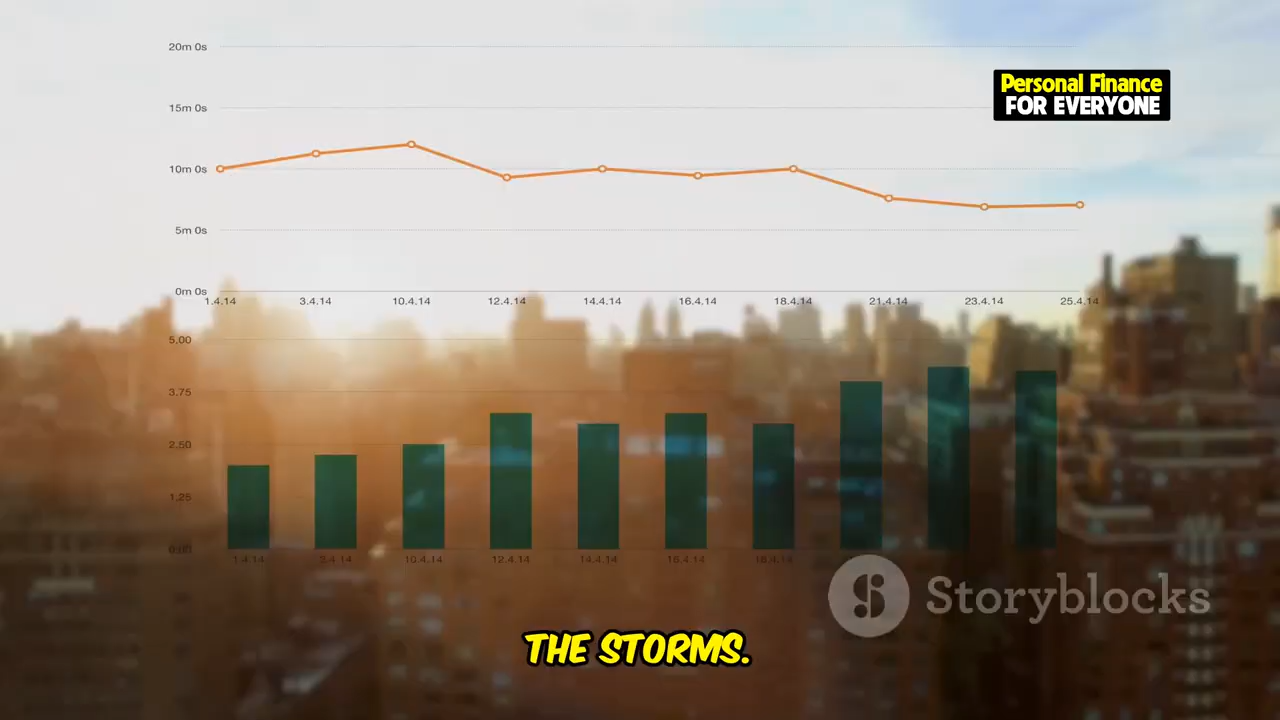 20m 0s
Personal Finance
FOR EVERYONE
15m 0s
10m 0s
5m 0s
0m 0s
1.4.14 3.4.14 10.4.14 12.4.14 14.4.14 16.4.14 18.4.14 21.4.14 23.4.14 25.4.14
5,00
3,75
2,50
1,25
0,00
1.4.14 3.4.14 10.4.14 12.4.14 14.4.14 16.4.14 18.4.14
Storyblocks
THE STORMS.